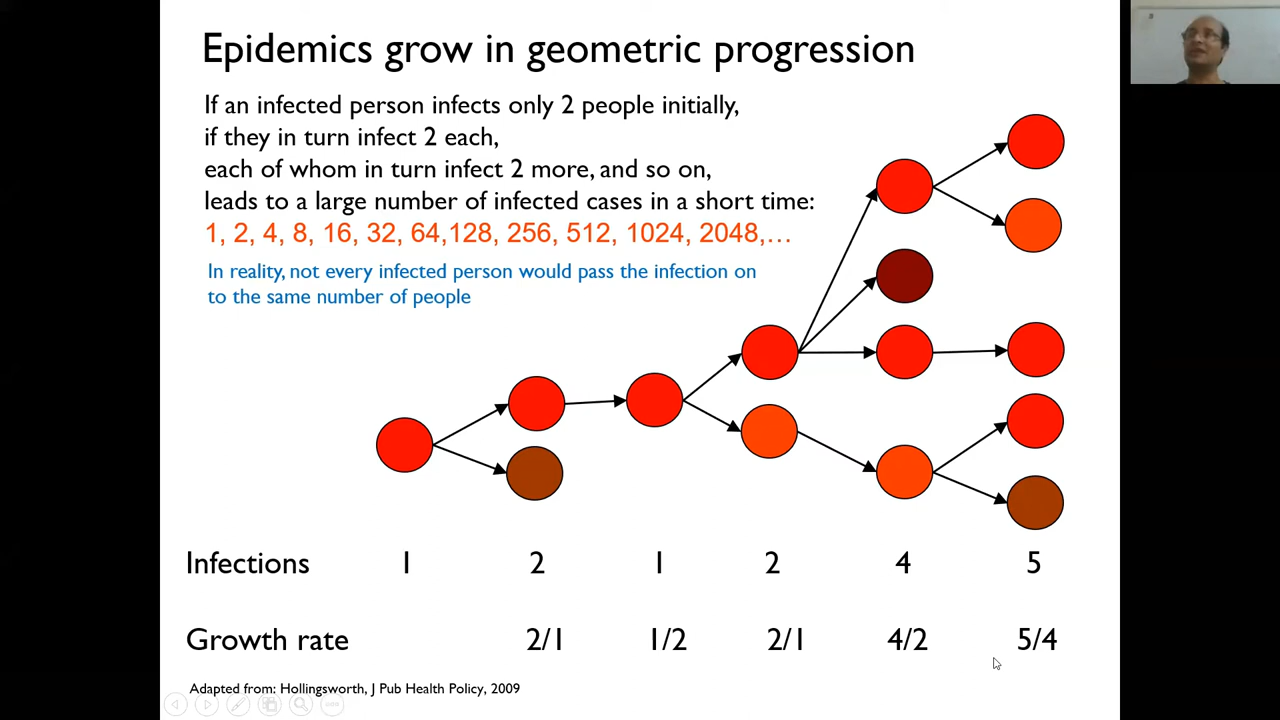 Epidemics grow in geometric progression
If an infected person infects only 2 people initially,
if they in turn infect 2 each,
each of whom in turn infect 2 more, and so on,
leads to a large number of infected cases in a short time:
1, 2, 4, 8, 16, 32, 64,128, 256, 512, 1024, 2048,…
In reality, not every infected person would pass the infection on
to the same number of people
Infections 1 2 1 2 4 5
Growth rate 2/1 1/2 2/1 4/2 5/4
Adapted from: Hollingsworth, J Pub Health Policy, 2009